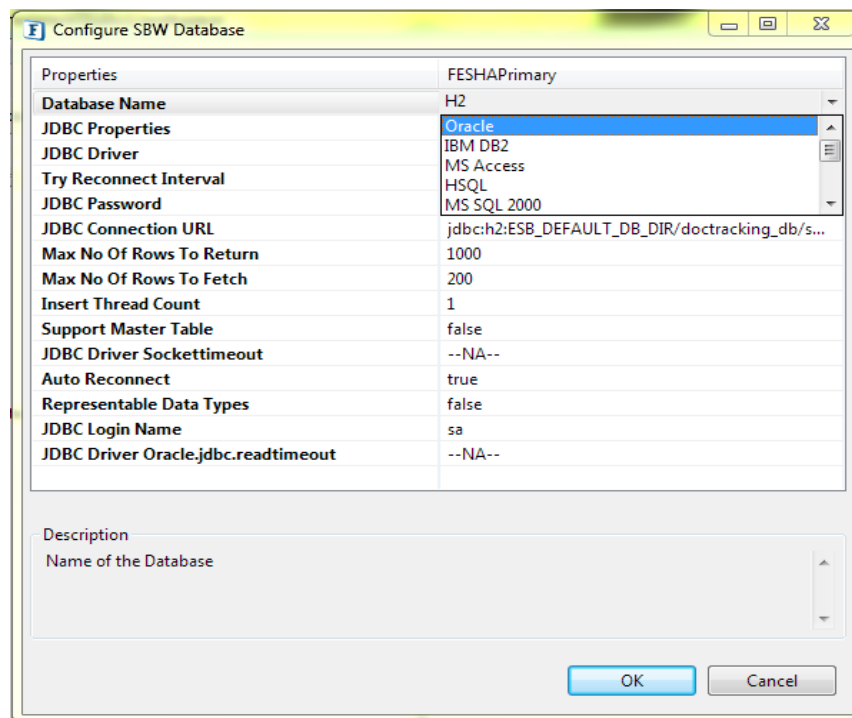 Configure SBW Database
Properties FESHAPrimary
Database Name H2
JDBC Properties Oracle
JDBC Driver IBM DB2
MS Access
Try Reconnect Interval HSQL
JDBC Password MS SQL 2000
JDBC Connection URL jdbc:h2:ESB_DEFAULT_DB_DIR/doctracking_db/s...
Max No Of Rows To Return 1000
Max No Of Rows To Fetch 200
Insert Thread Count 1
Support Master Table false
JDBC Driver Sockettimeout --NA--
Auto Reconnect true
Representable Data Types false
JDBC Login Name sa
JDBC Driver Oracle.jdbc.readtimeout --NA--
Description
Name of the Database
OK Cancel